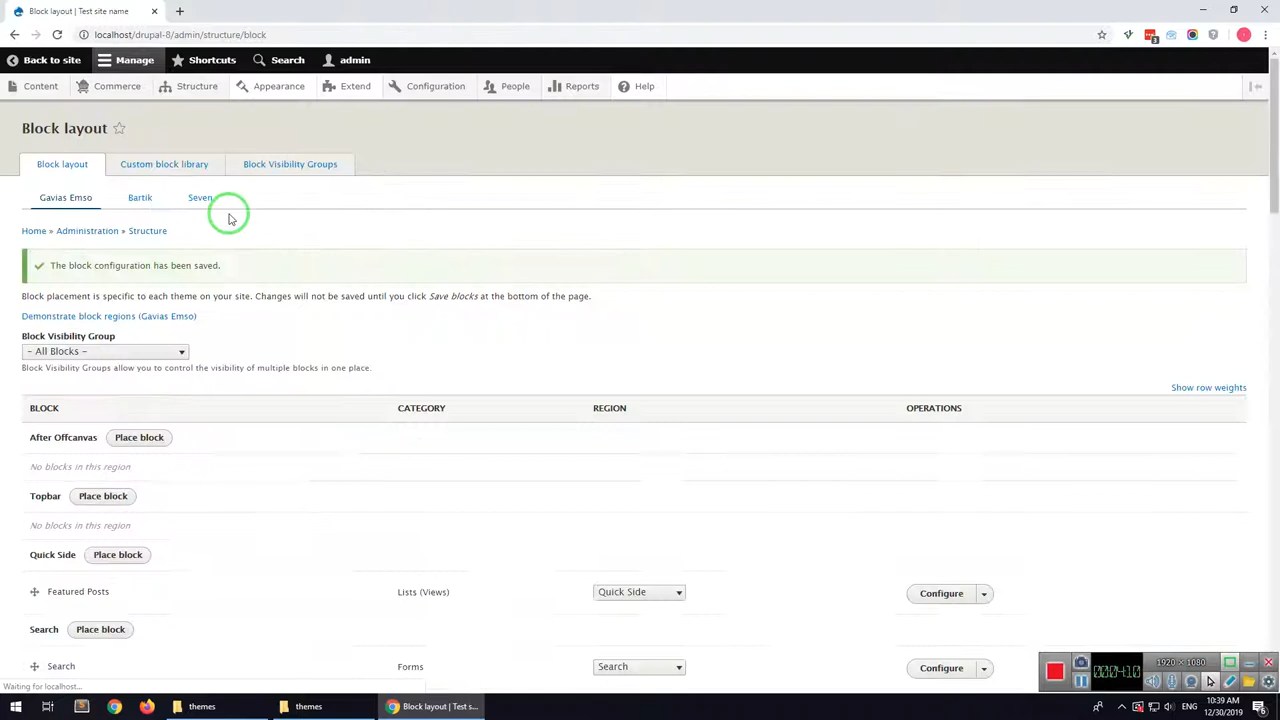 Block layout | Test site name
localhost/drupal-8/admin/structure/block
3
Back to site Manage Shortcuts Search admin
Content Commerce Structure Appearance Extend Configuration People Reports Help
Block layout
Block layout Custom block library Block Visibility Groups
Gavias Emso Bartik Seven
Home » Administration » Structure
The block configuration has been saved.
Block placement is specific to each theme on your site. Changes will not be saved until you click Save blocks at the bottom of the page.
Demonstrate block regions (Gavias Emso)
Block Visibility Group
- All Blocks -
Block Visibility Groups allow you to control the visibility of multiple blocks in one place.
Show row weights
BLOCK CATEGORY REGION OPERATIONS
After Offcanvas Place block
No blocks in this region
Topbar Place block
No blocks in this region
Quick Side Place block
Featured Posts Lists (Views) Quick Side Configure
Search Place block
Search Forms Search Configure
1920 × 1080
00:04:10
Waiting for localhost...
themes themes Block layout | Test s...
ENG 10:39 AM
12/30/2019
6